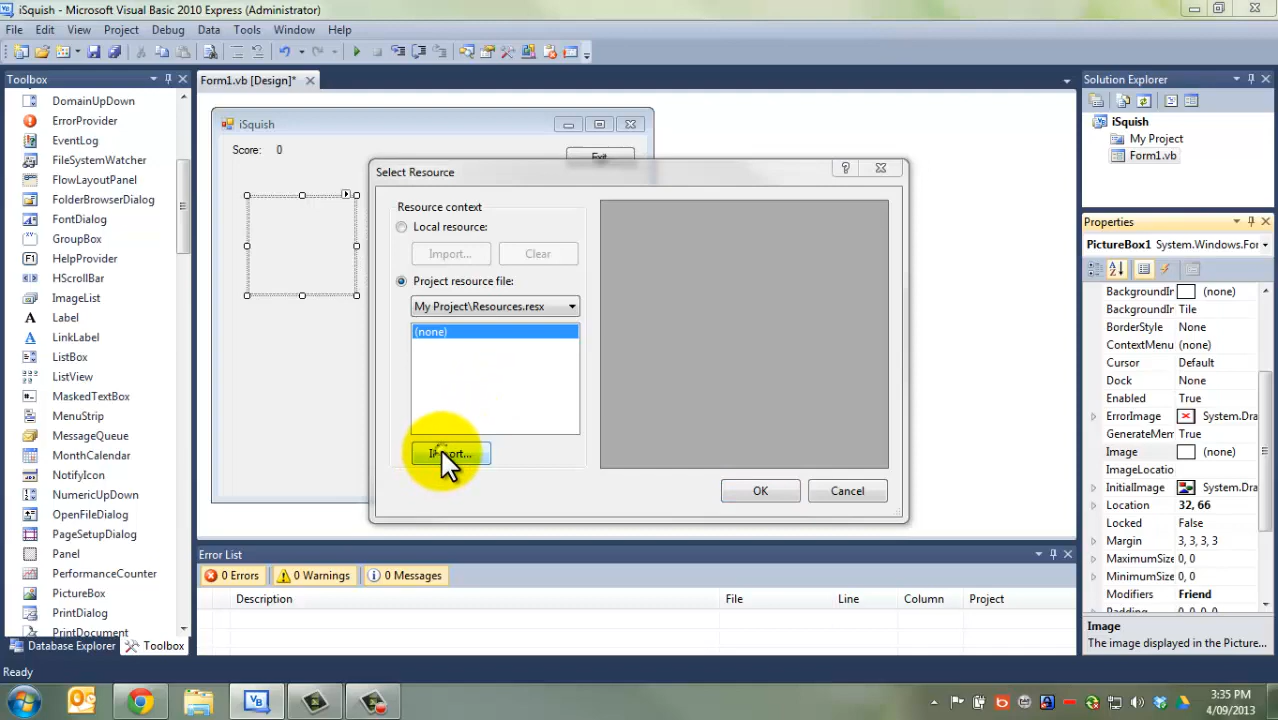 iSquish - Microsoft Visual Basic 2010 Express (Administrator)
File Edit View Project Debug Data Tools Window Help
Toolbox
DomainUpDown
ErrorProvider
EventLog
FileSystemWatcher
FlowLayoutPanel
FolderBrowserDialog
FontDialog
GroupBox
HelpProvider
HScrollBar
ImageList
Label
LinkLabel
ListBox
ListView
MaskedTextBox
MenuStrip
MessageQueue
MonthCalendar
NotifyIcon
NumericUpDown
OpenFileDialog
PageSetupDialog
Panel
PerformanceCounter
PictureBox
PrintDialog
PrintDocument
Database Explorer Toolbox
Form1.vb [Design]*
iSquish
Score: 0
Exit
Select Resource
Resource context
Local resource:
Import... Clear
Project resource file:
My Project\Resources.resx
(none)
Import...
OK Cancel
Error List
0 Errors 0 Warnings 0 Messages
Description File Line Column Project
Solution Explorer
iSquish
My Project
Form1.vb
Properties
PictureBox1 System.Windows.For
BackgroundIr (none)
BackgroundIr Tile
BorderStyle None
ContextMenu (none)
Cursor Default
Dock None
Enabled True
ErrorImage System.Dra
GenerateMem True
Image (none)
ImageLocatio
InitialImage System.Dra
Location 32, 66
Locked False
Margin 3, 3, 3, 3
MaximumSize 0, 0
MinimumSize 0, 0
Modifiers Friend
Padding 0, 0, 0, 0
Image
The image displayed in the Picture...
Ready
3:35 PM
4/09/2013